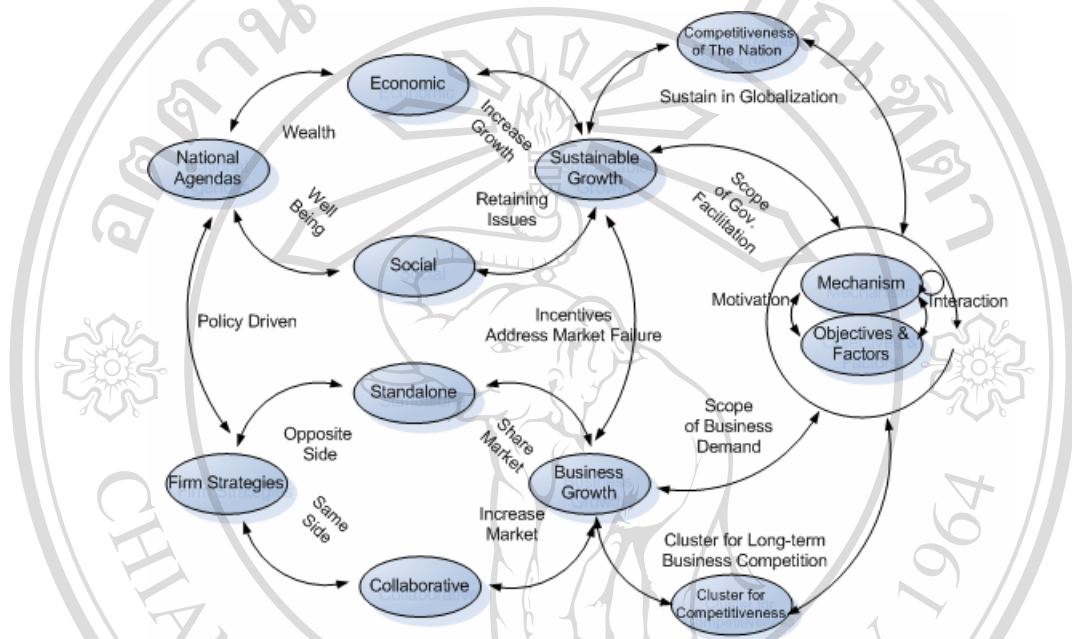 Competitiveness
of The Nation
Economic
Sustain in Globalization
Increase
Growth
Wealth
National
Agendas
Sustainable
Growth
Well
Being
Retaining
Issues
Scope
of Gov.
Facilitation
Social
Mechanism
Motivation
Interaction
Policy Driven
Incentives
Address Market Failure
Objectives &
Factors
Standalone
Opposite
Side
Share
Market
Scope
of Business
Demand
Firm Strategies
Business
Growth
Same
Side
Increase
Market
Cluster for Long-term
Business Competition
Collaborative
Cluster for
Competitiveness
CHIA
1964